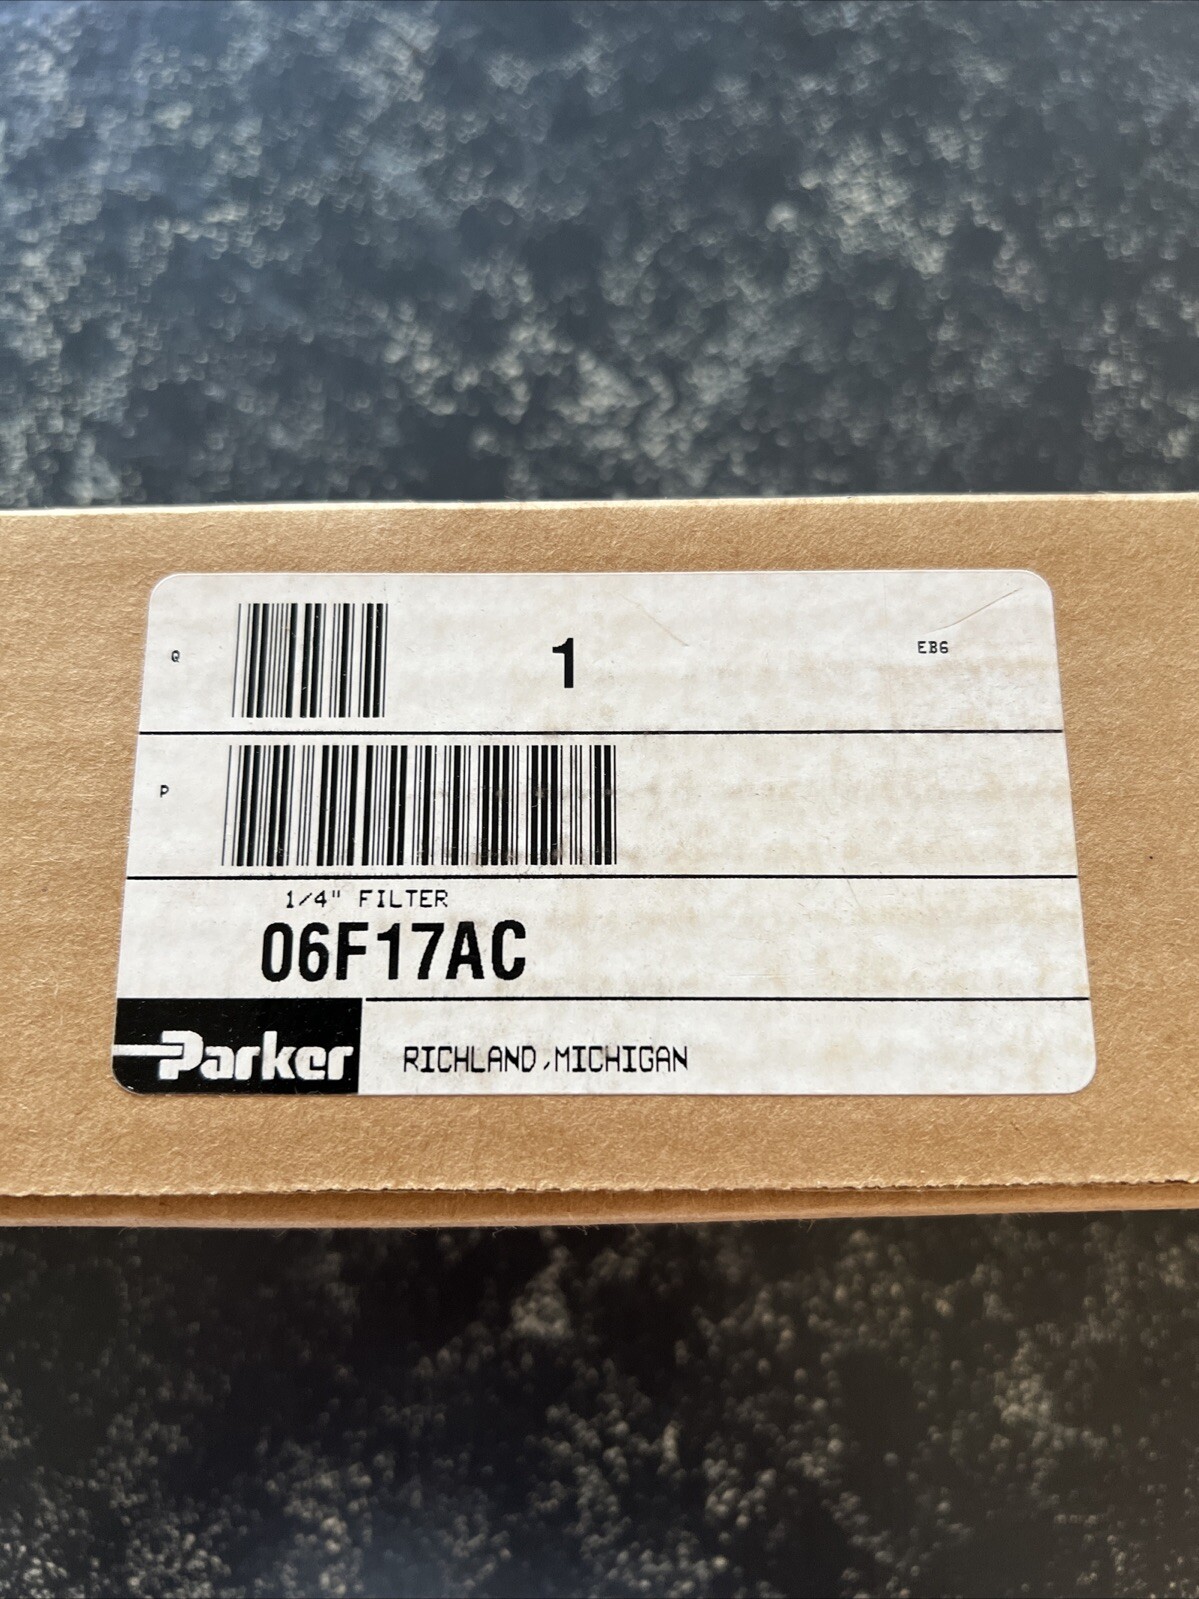 Q
1
EB6
P
1/4" FILTER
06F17AC
Parker
RICHLAND,MICHIGAN